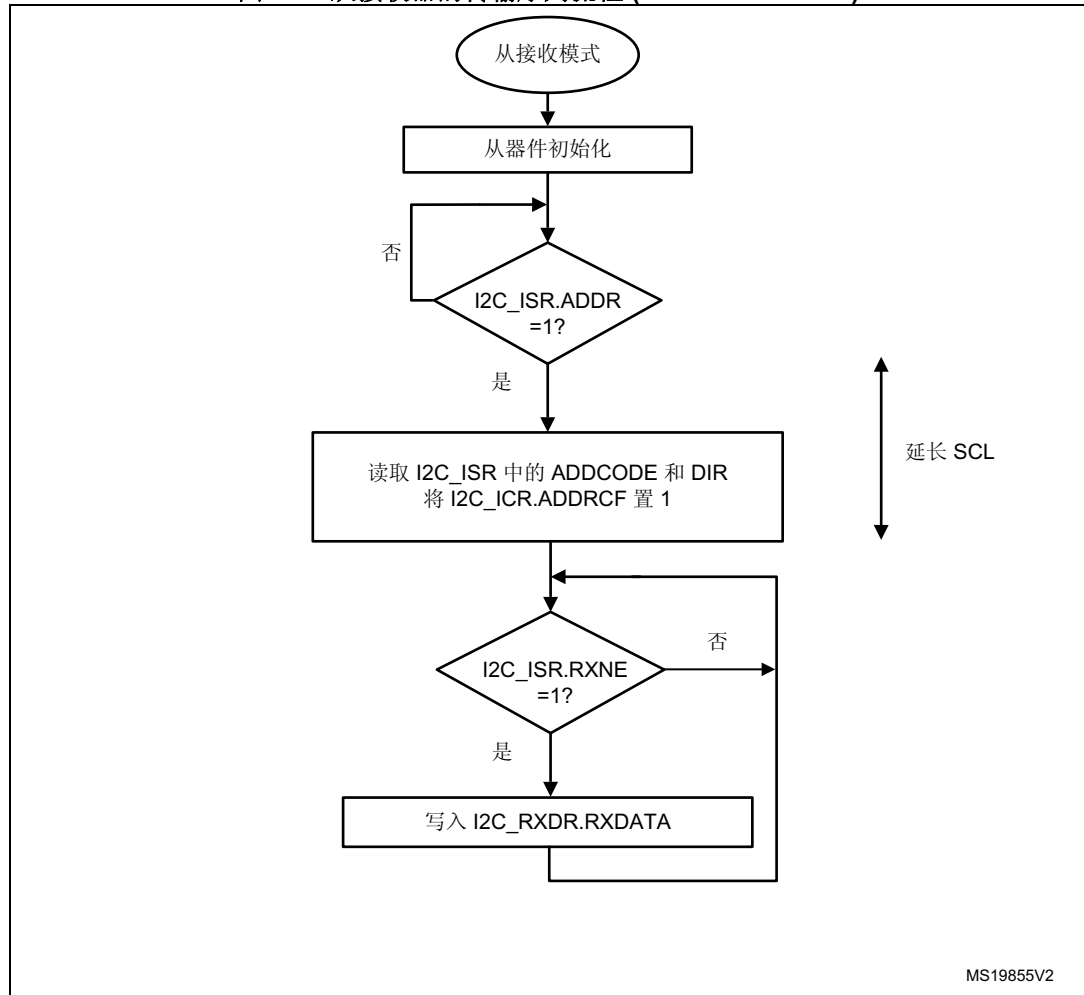 从接收模式
从器件初始化
否
I2C_ISR.ADDR
=1?
是
读取 I2C_ISR 中的 ADDCODE 和 DIR
将 I2C_ICR.ADDRCF 置 1
延长 SCL
I2C_ISR.RXNE
=1?
否
是
写入 I2C_RXDR.RXDATA
MS19855V2